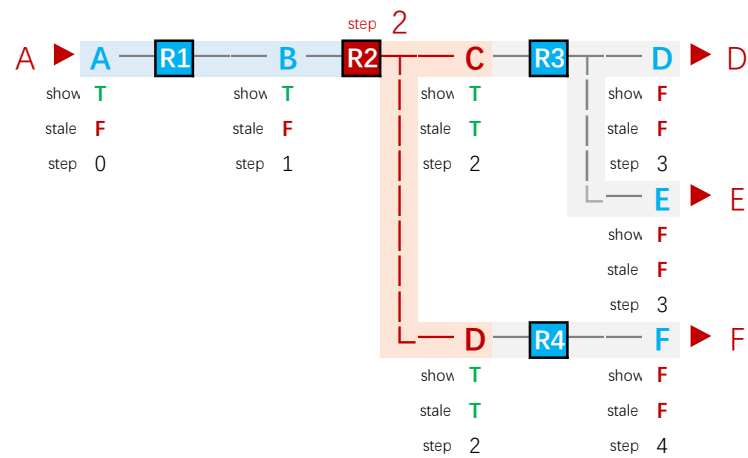 step 2
A A R1 B R2 C R3 D D
show T show T show T show F
stale F stale F stale T stale F
step 0 step 1 step 2 step 3
E E
show F
stale F
step 3
D R4 F F
show T show F
stale T stale F
step 2 step 4